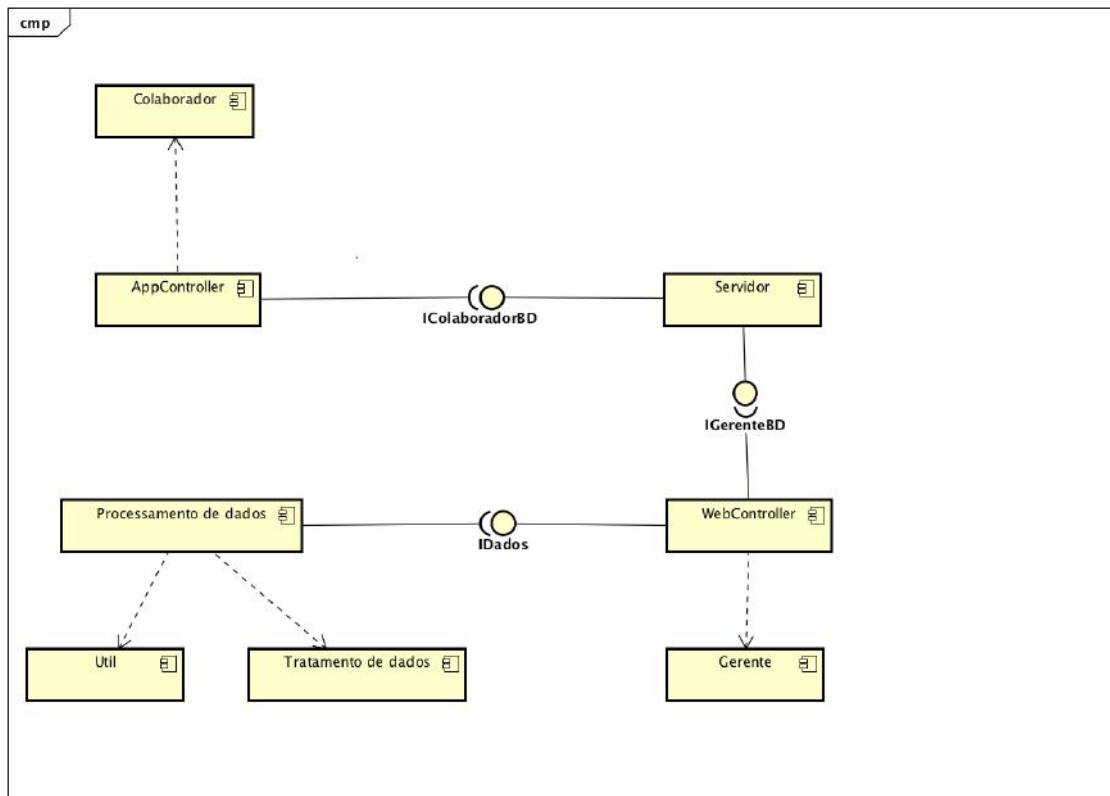 cmp
Colaborador
AppController
IColaboradorBD
Servidor
IGerenteBD
Processamento de dados
IDados
WebController
Util
Tratamento de dados
Gerente